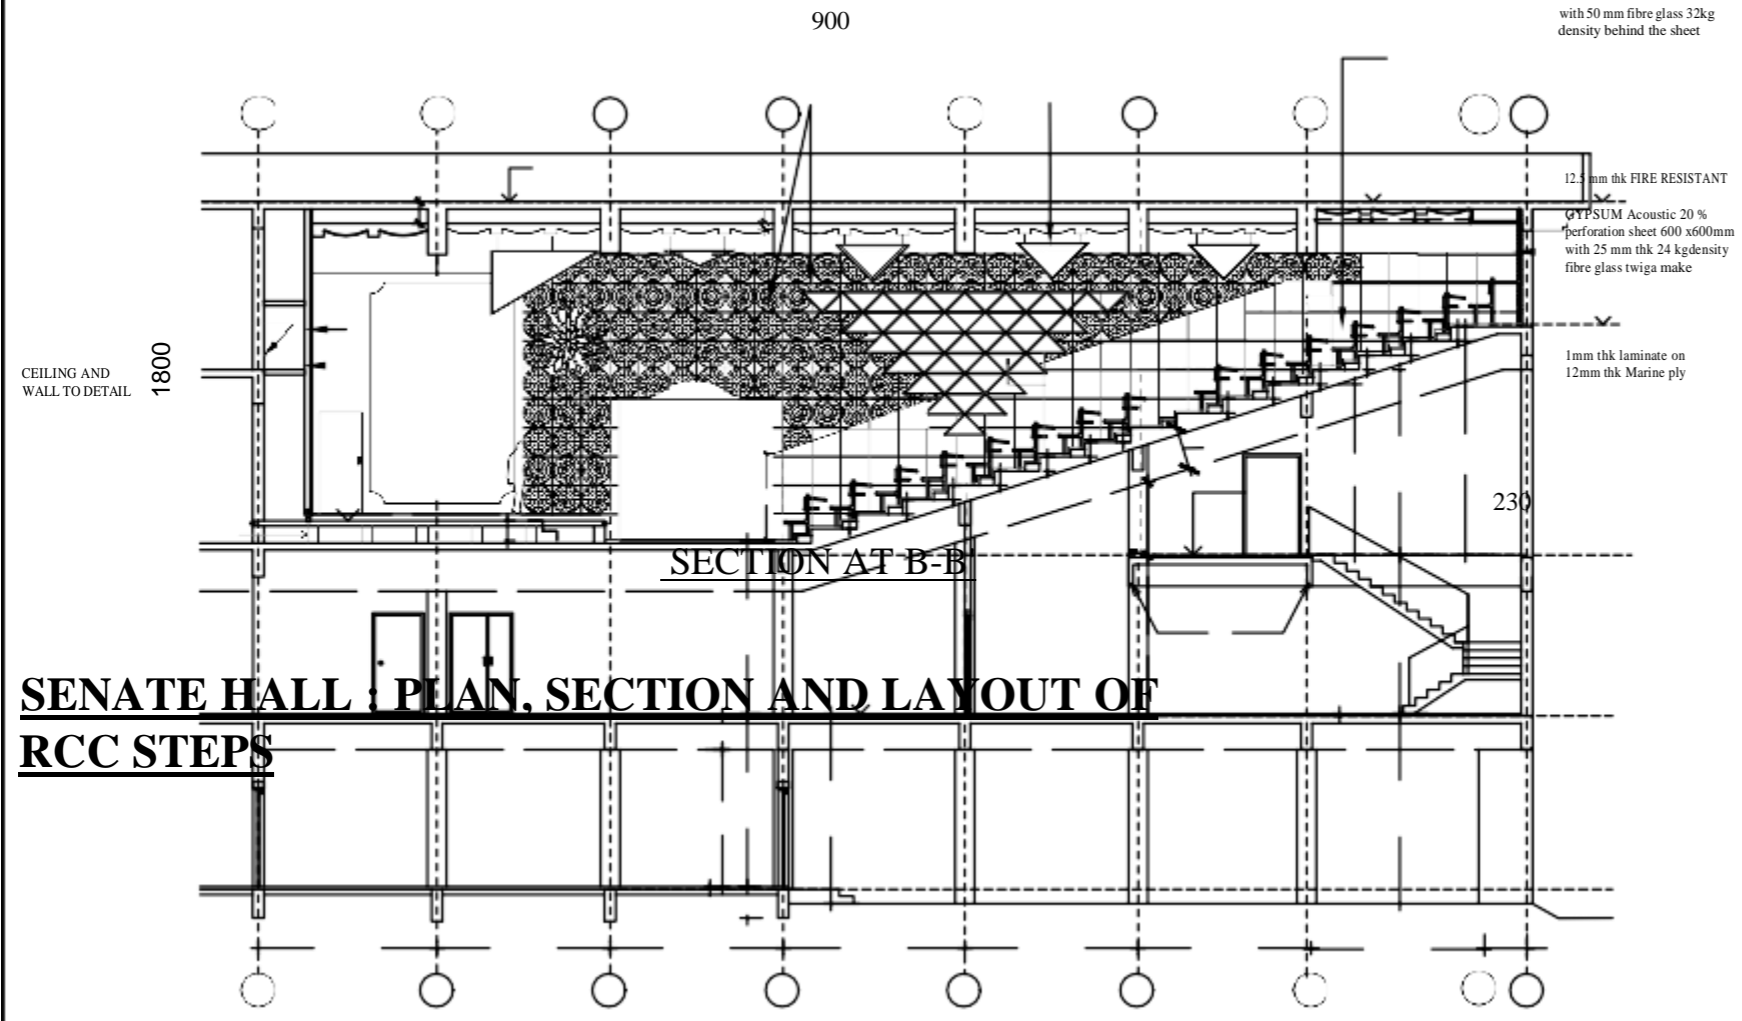 900
with 50 mm fibre glass 32kg
density behind the sheet
12.5 mm thk FIRE RESISTANT
GYPSUM Acoustic 20 %
perforation sheet 600 x600mm
with 25 mm thk 24 kgdensity
fibre glass twiga make
1800
CEILING AND
WALL TO DETAIL
1mm thk laminate on
12mm thk Marine ply
230
SECTION AT B-B
SENATE HALL : PLAN, SECTION AND LAYOUT OF
RCC STEPS